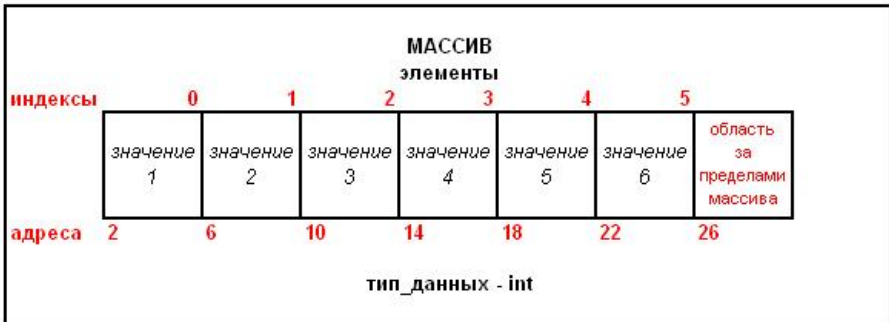 МАССИВ
элементы
индексы 0 1 2 3 4 5
значение 1 значение 2 значение 3 значение 4 значение 5 значение 6 область за пределами массива
адреса 2 6 10 14 18 22 26
тип_данных - int